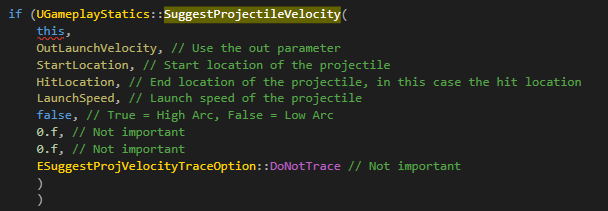 if (UGameplayStatics::SuggestProjectileVelocity(
this,
OutLaunchVelocity, // Use the out parameter
StartLocation, // Start location of the projectile
HitLocation, // End location of the projectile, in this case the hit location
LaunchSpeed, // Launch speed of the projectile
false, // True = High Arc, False = Low Arc
0.f, // Not important
0.f, // Not important
ESuggestProjVelocityTraceOption::DoNotTrace // Not important
)
)